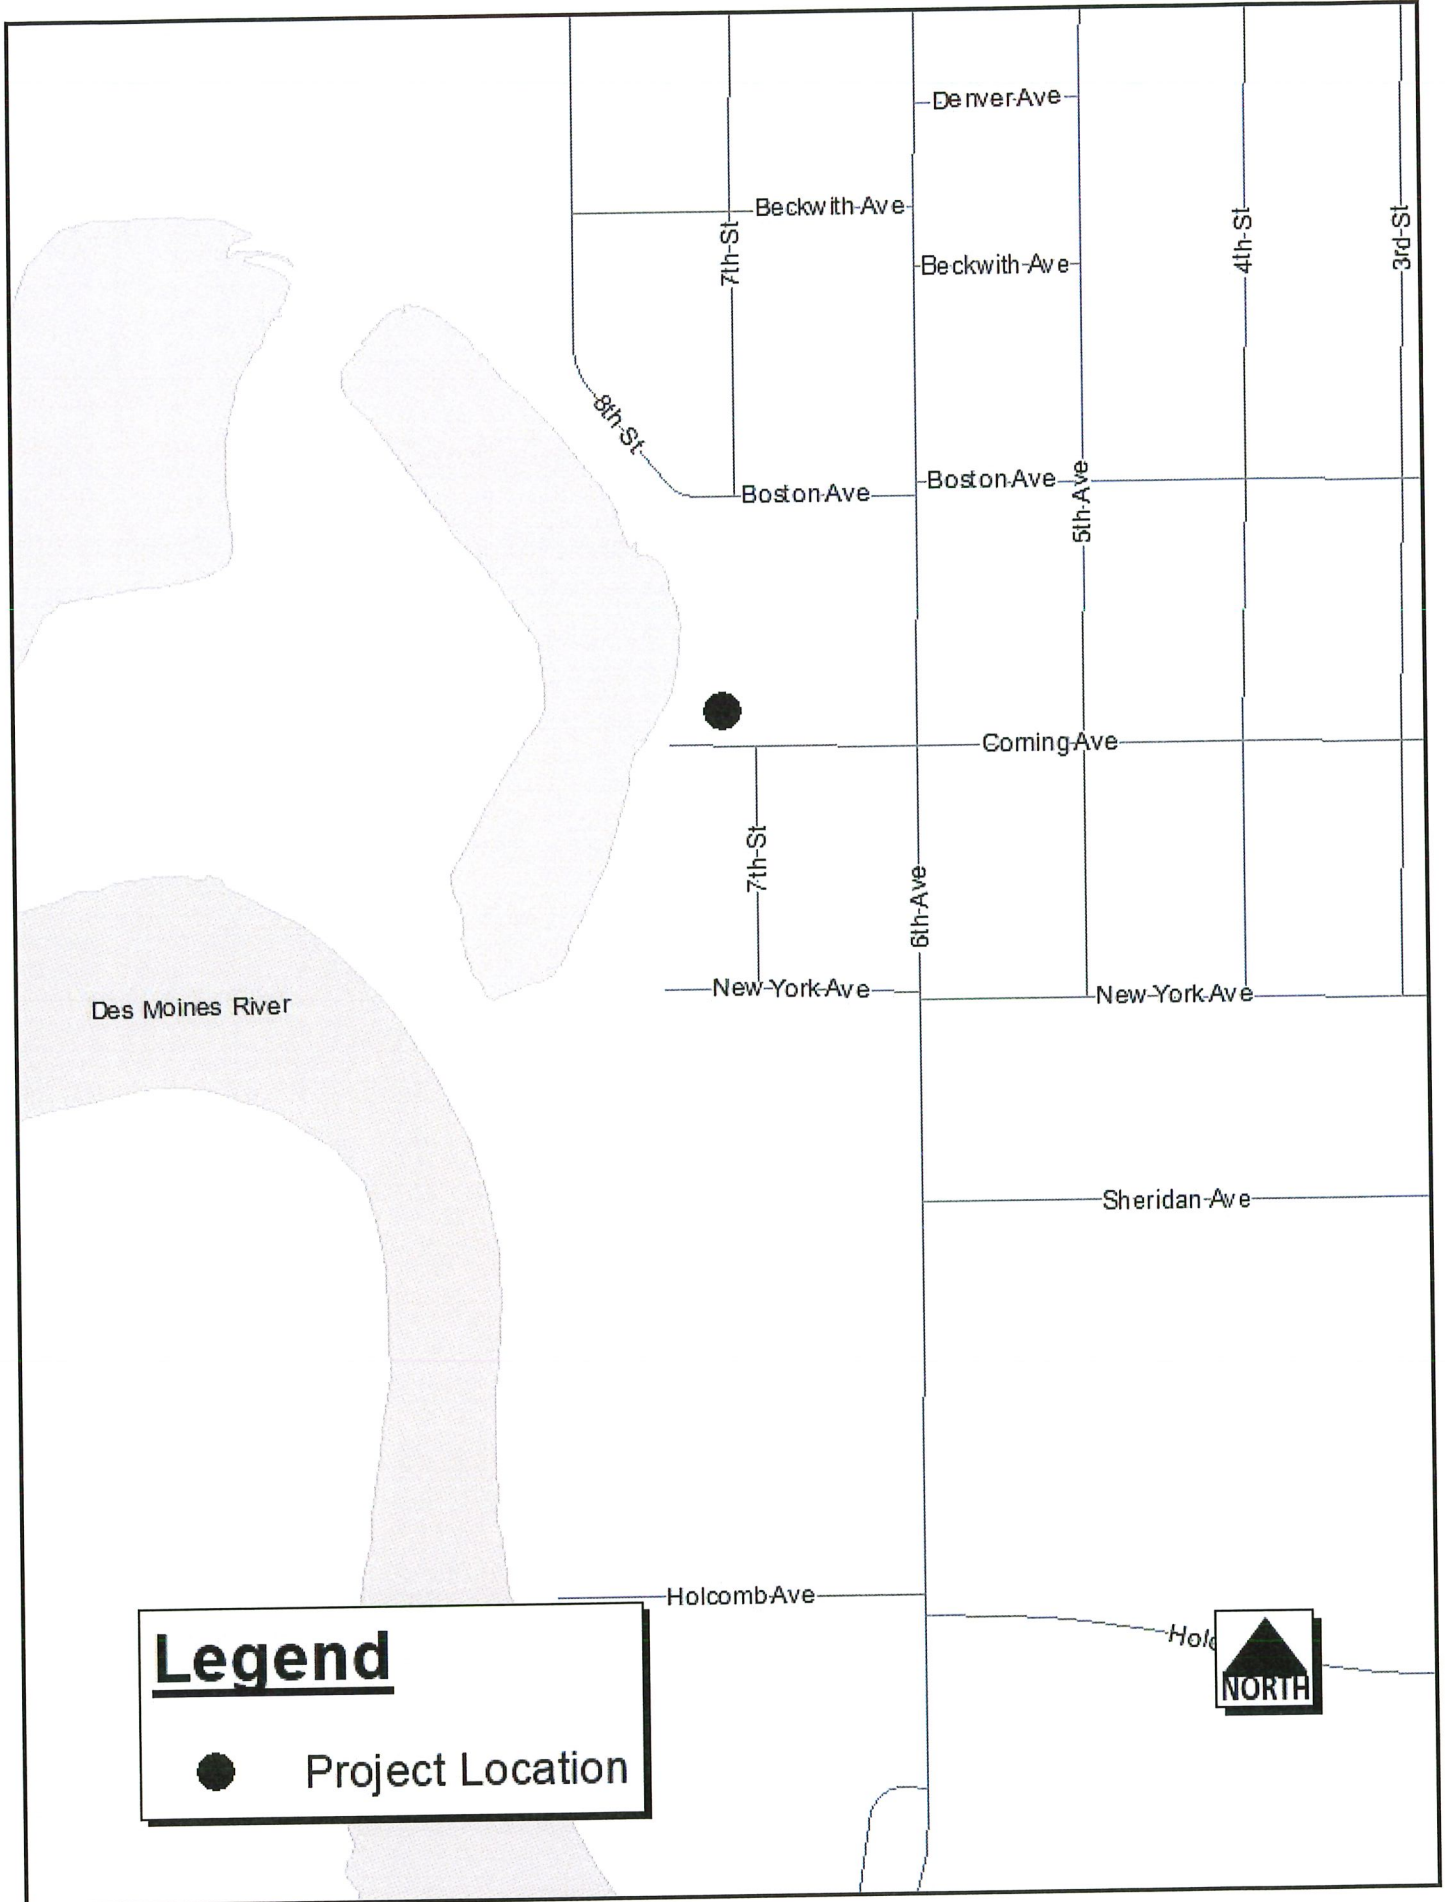 Denver Ave
Beckwith Ave
7th St
Beckwith Ave
4th St
3rd St
8th St
Boston Ave
Boston Ave
5th Ave
Corning Ave
7th St
6th Ave
New York Ave
New York Ave
Des Moines River
Sheridan Ave
Holcomb Ave
Holc
NORTH
Legend
Project Location